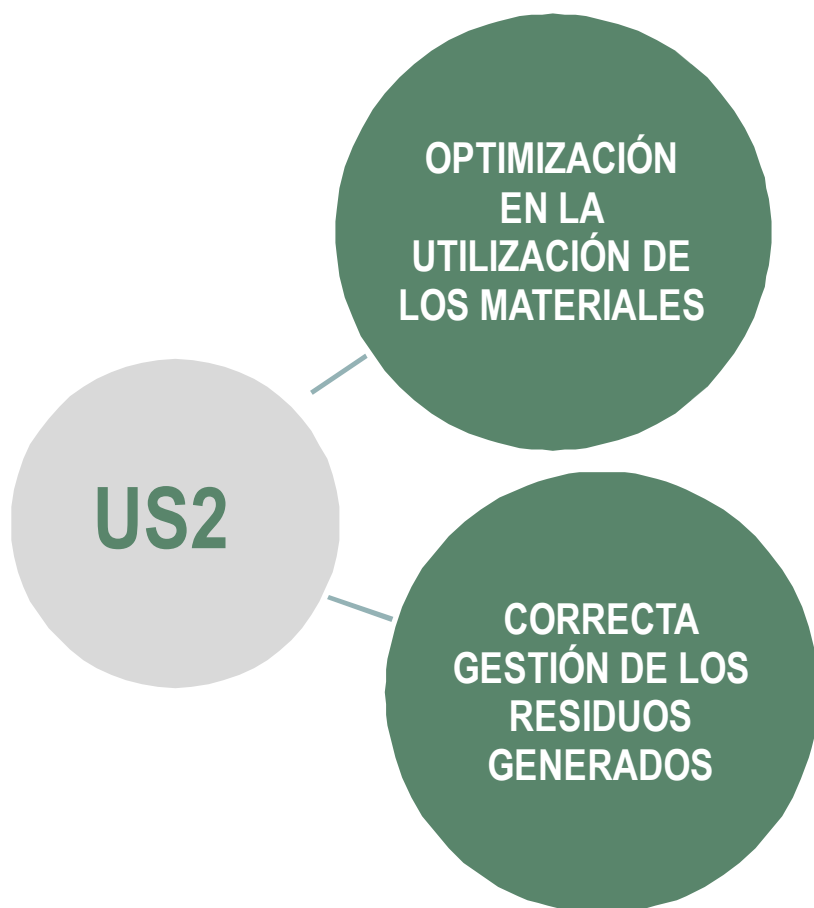 OPTIMIZACIÓN
EN LA
UTILIZACIÓN DE
LOS MATERIALES
US2
CORRECTA
GESTIÓN DE LOS
RESIDUOS
GENERADOS